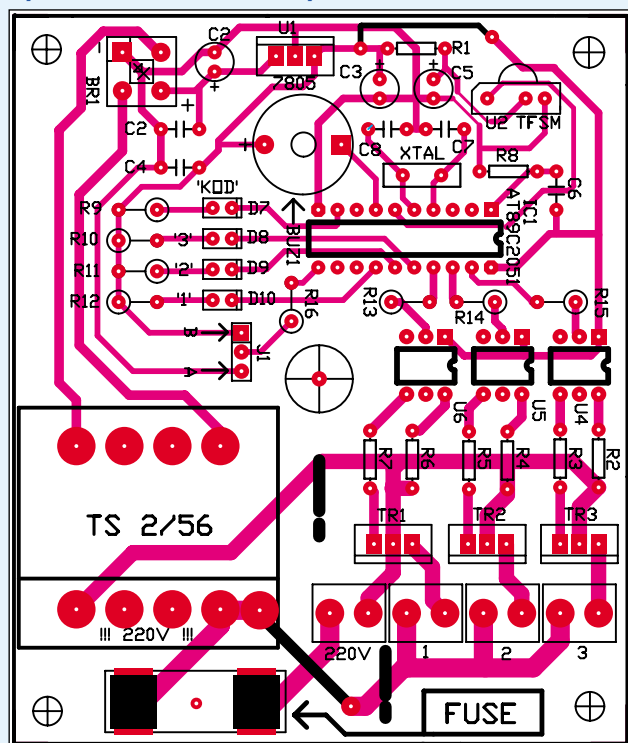 C2
U1
- BR1 +
+
7805
R1
C3 +
C5 +
U2 TFSM
C2
C4
+
C8
C7
XTAL
R8
C6
'KOD'
R9
D7
R10
'3'
D8
R11
'2'
D9
R12
'1'
D10
BUZ1
IC1
AT89C2051
R16
R13
R14
R15
B
J1
A
U6
U5
U4
R7
R6
R5
R4
R3
R2
TS 2/56
TR1
TR2
TR3
!!! 220V !!!
220V
1
2
3
FUSE